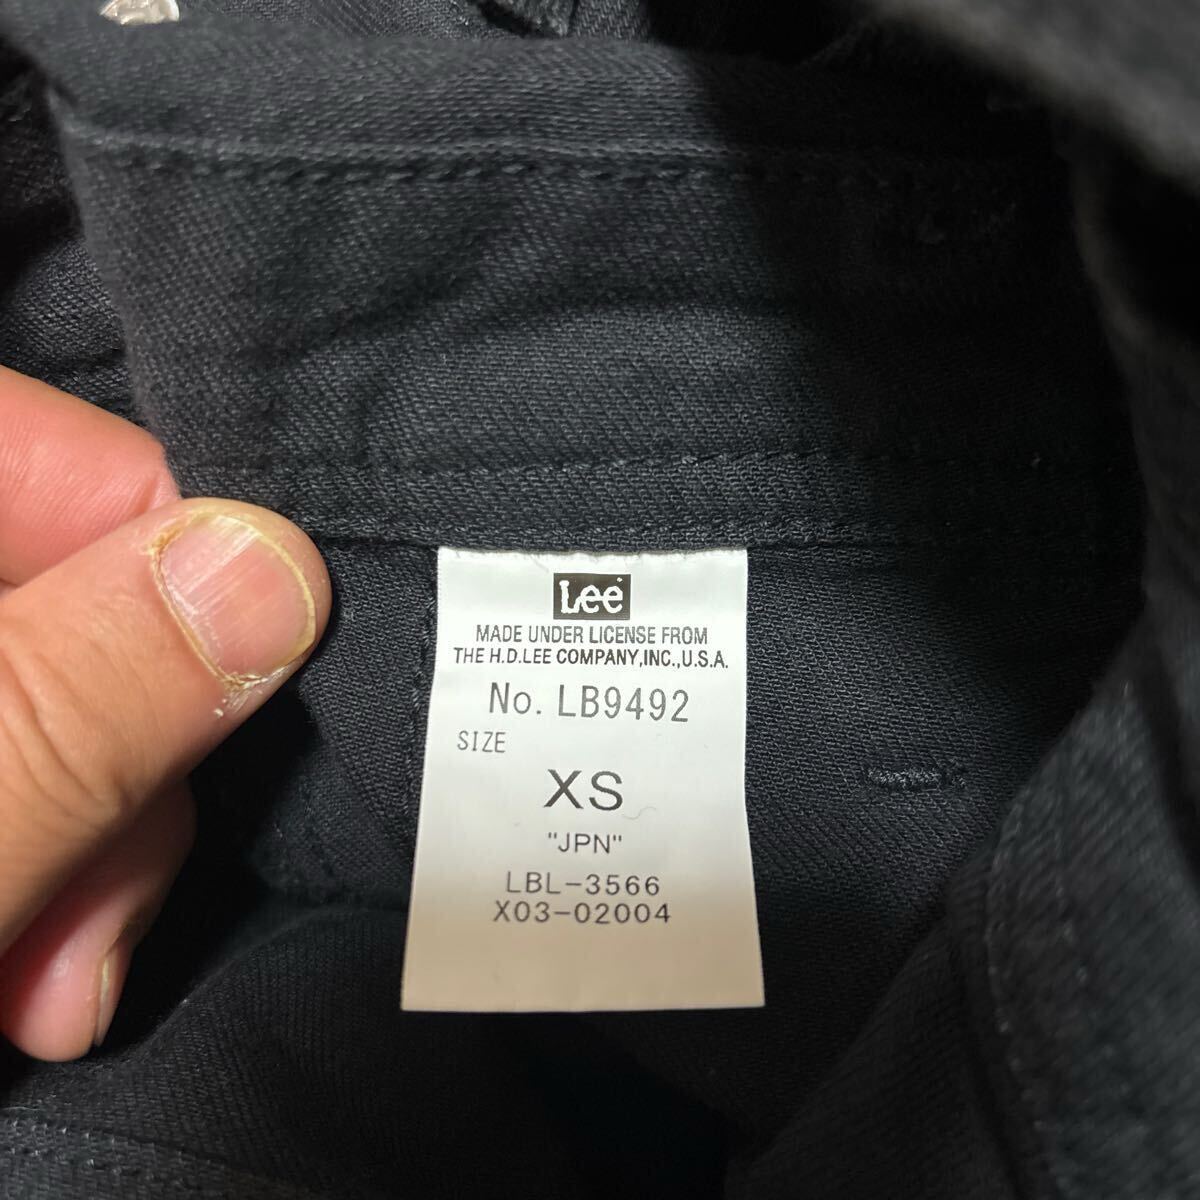 Lee
MADE UNDER LICENSE FROM
THE H.D.LEE COMPANY,INC.,U.S.A.
No. LB9492
SIZE
XS
"JPN"
LBL-3566
X03-02004